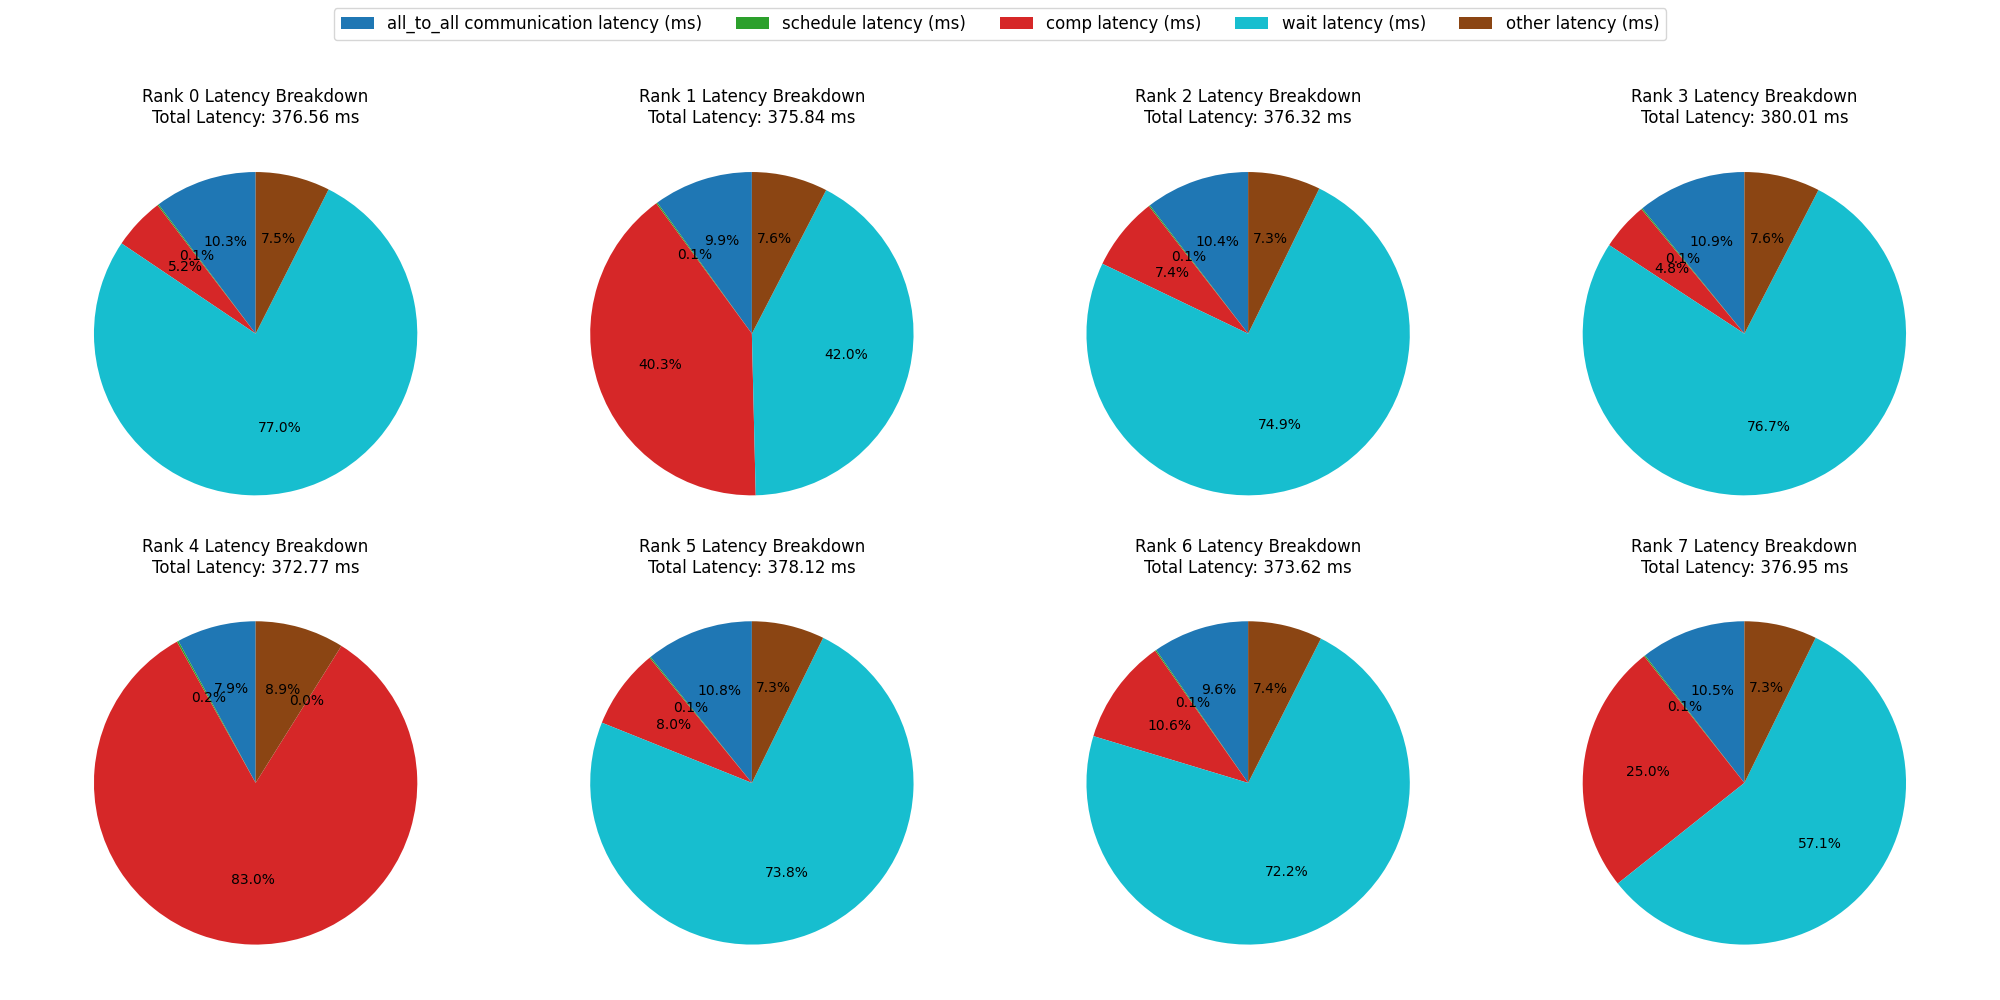 all_to_all communication latency (ms) schedule latency (ms) comp latency (ms) wait latency (ms) other latency (ms)
Rank 0 Latency Breakdown
Total Latency: 376.56 ms
10.3%
0.1%
5.2%
77.0%
7.5%
Rank 1 Latency Breakdown
Total Latency: 375.84 ms
9.9%
0.1%
40.3%
42.0%
7.6%
Rank 2 Latency Breakdown
Total Latency: 376.32 ms
10.4%
0.1%
7.4%
74.9%
7.3%
Rank 3 Latency Breakdown
Total Latency: 380.01 ms
10.9%
0.1%
4.8%
76.7%
7.6%
Rank 4 Latency Breakdown
Total Latency: 372.77 ms
7.9%
0.2%
83.0%
0.0%
8.9%
Rank 5 Latency Breakdown
Total Latency: 378.12 ms
10.8%
0.1%
8.0%
73.8%
7.3%
Rank 6 Latency Breakdown
Total Latency: 373.62 ms
9.6%
0.1%
10.6%
72.2%
7.4%
Rank 7 Latency Breakdown
Total Latency: 376.95 ms
10.5%
0.1%
25.0%
57.1%
7.3%